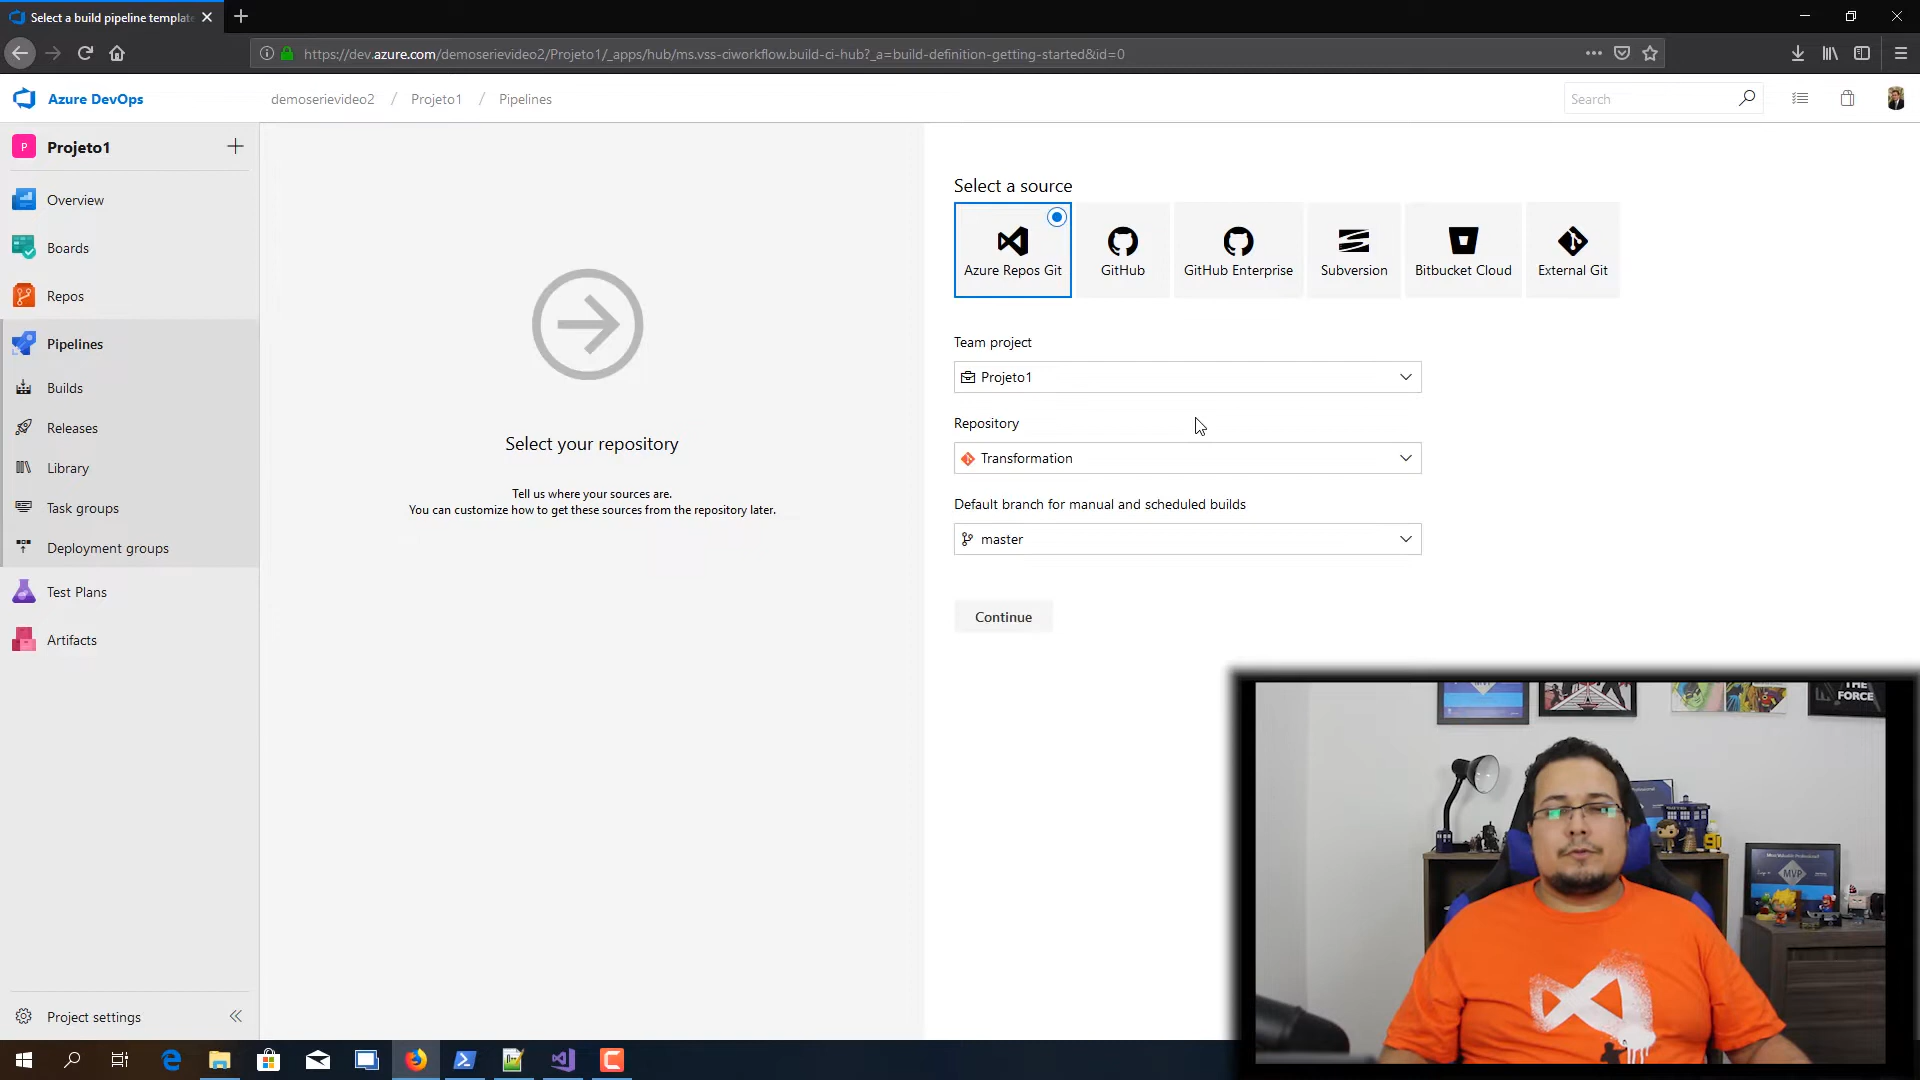 Select a build pipeline template
https://dev.azure.com/demoserievideo2/Projeto1/_apps/hub/ms.vss-ciworkflow.build-ci-hub?_a=build-definition-getting-started&id=0
Azure DevOps
demoserievideo2 / Projeto1 / Pipelines
Search
P Projeto1
Overview
Boards
Repos
Pipelines
Builds
Releases
Library
Task groups
Deployment groups
Test Plans
Artifacts
Project settings
Select your repository
Tell us where your sources are.
You can customize how to get these sources from the repository later.
Select a source
Azure Repos Git
GitHub
GitHub Enterprise
Subversion
Bitbucket Cloud
External Git
Team project
Projeto1
Repository
Transformation
Default branch for manual and scheduled builds
master
Continue
THE
FORCE
MVP